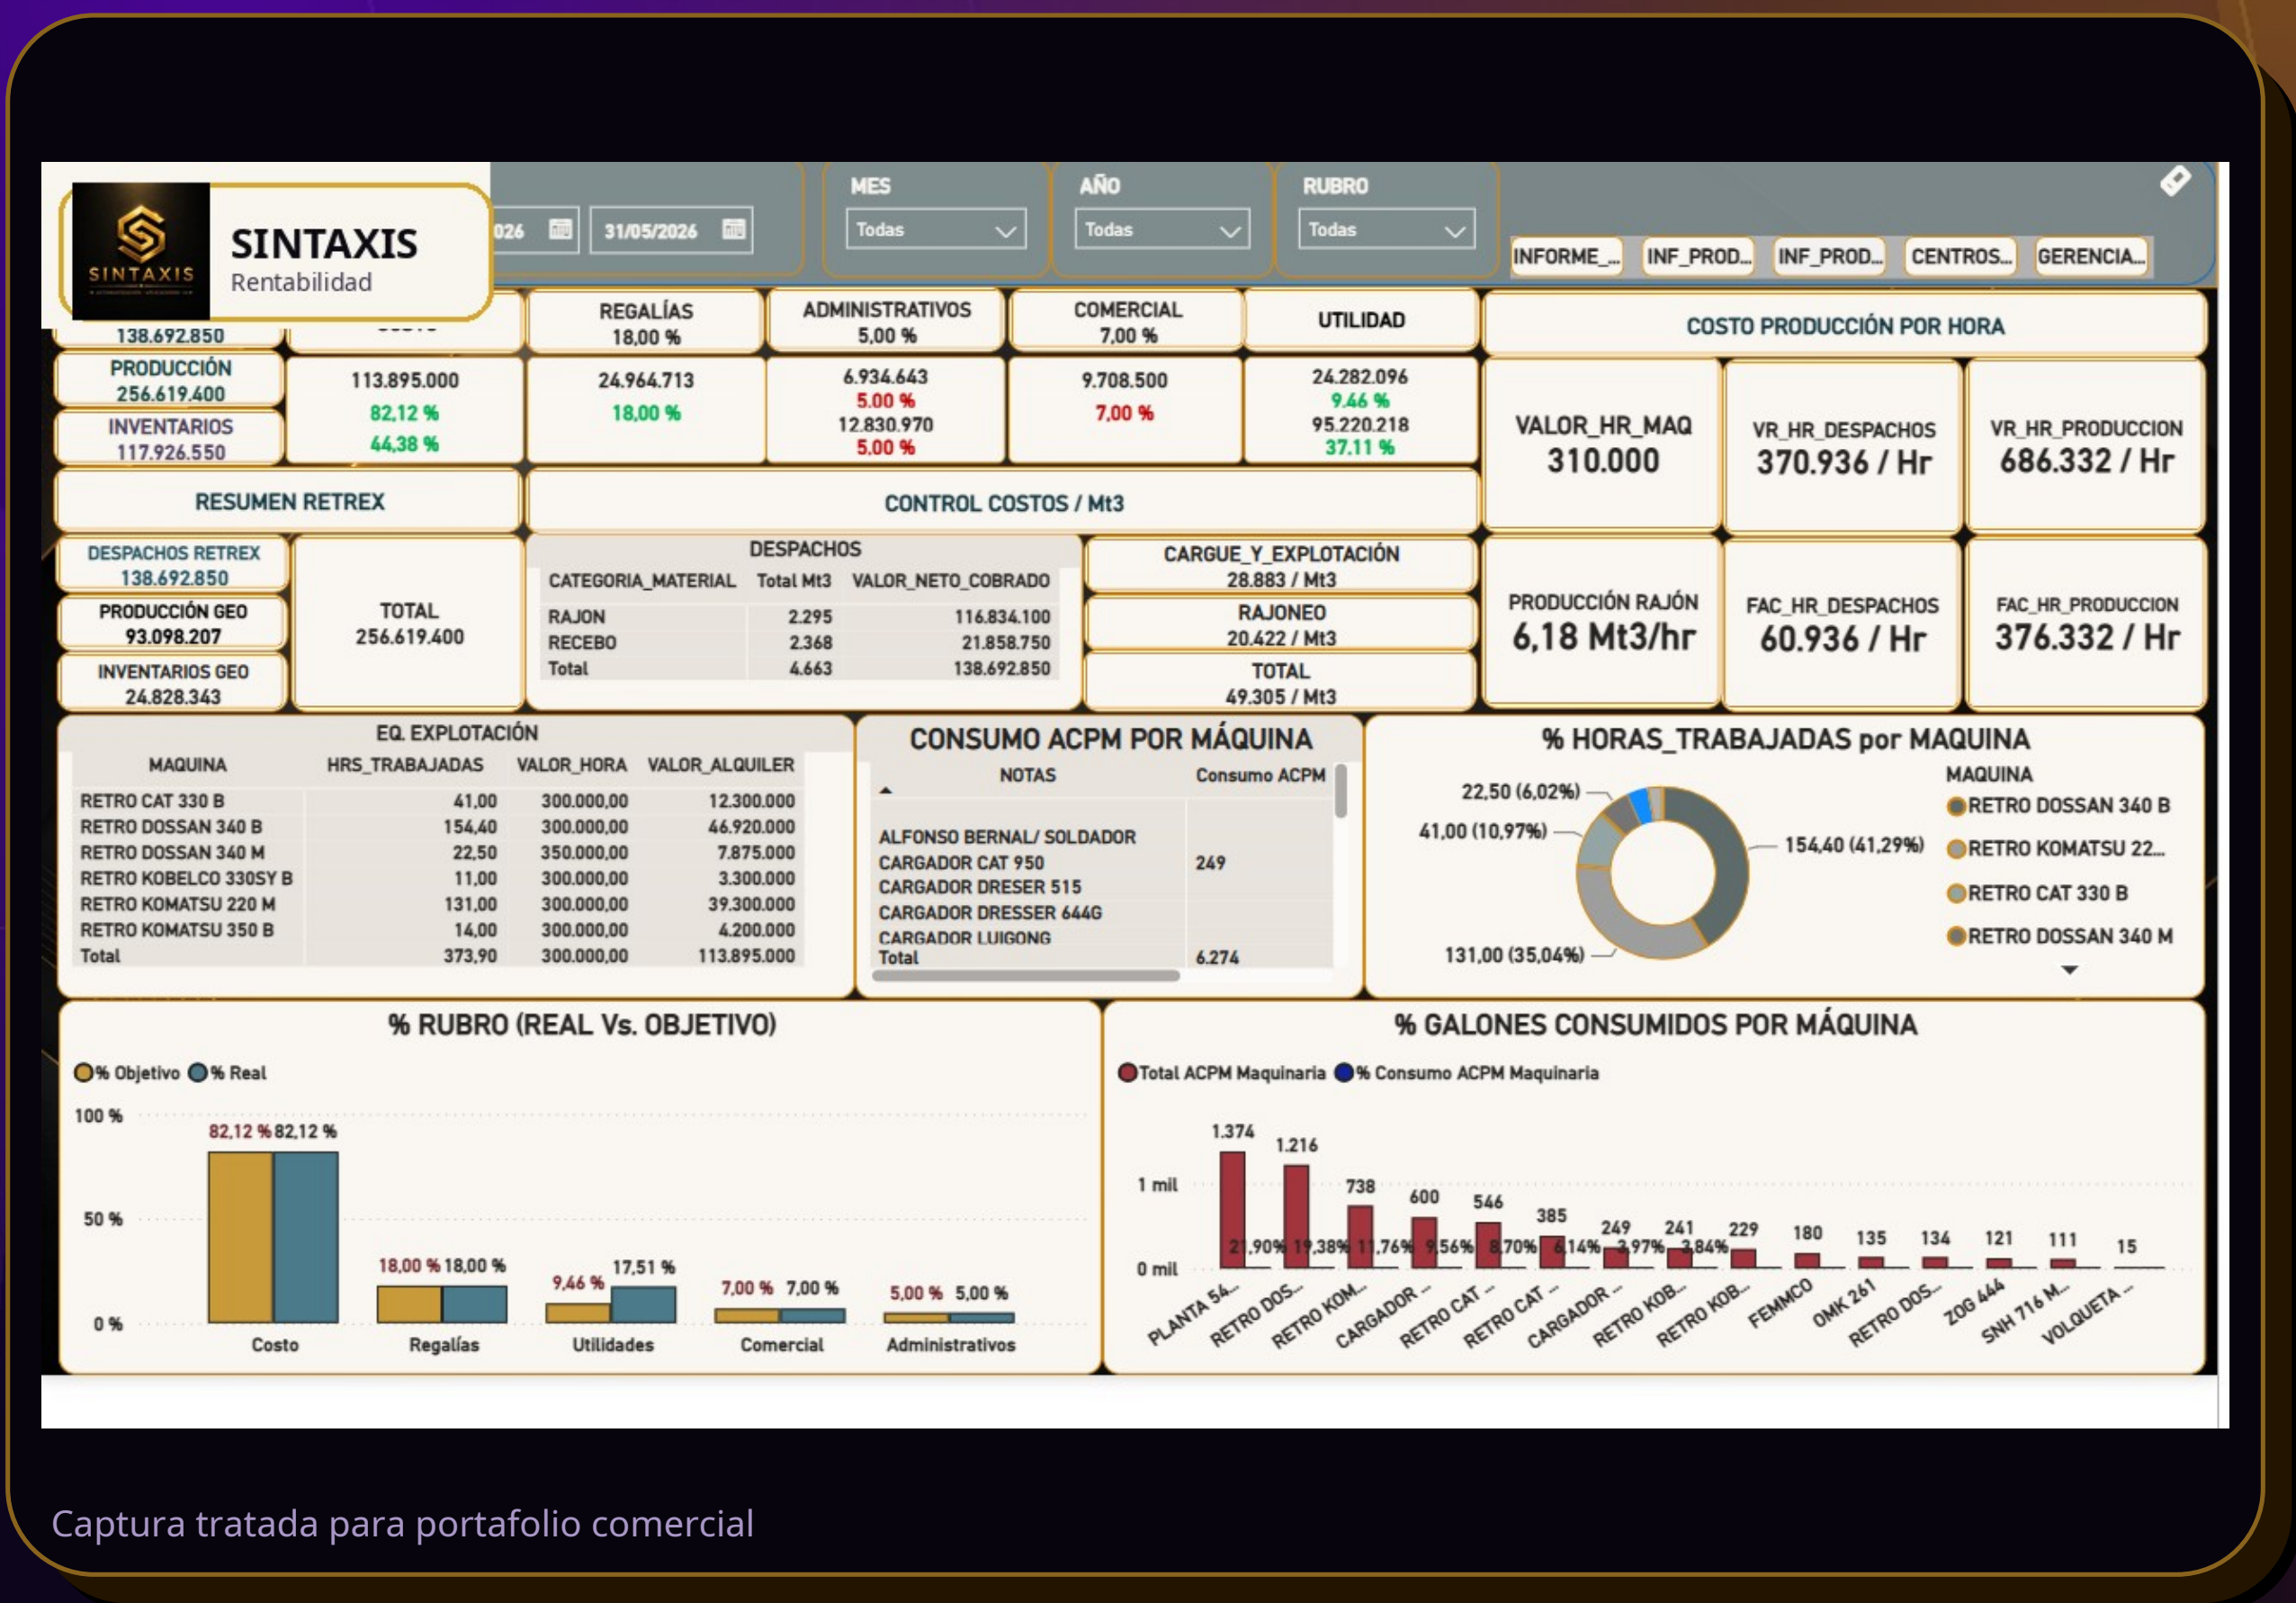 SINTAXIS
SINTAXIS
Rentabilidad
026
31/05/2026
MES
Todas
AÑO
Todas
RUBRO
Todas
INFORME_...
INF_PROD...
INF_PROD...
CENTROS...
GERENCIA...
138.692.850
REGALÍAS
18,00 %
ADMINISTRATIVOS
5,00 %
COMERCIAL
7,00 %
UTILIDAD
COSTO PRODUCCIÓN POR HORA
PRODUCCIÓN
256.619.400
INVENTARIOS
117.926.550
113.895.000
82,12 %
44,38 %
24.964.713
18,00 %
6.934.643
5.00 %
12.830.970
5.00 %
9.708.500
7,00 %
24.282.096
9.46 %
95.220.218
37.11 %
VALOR_HR_MAQ
310.000
VR_HR_DESPACHOS
370.936 / Hr
VR_HR_PRODUCCION
686.332 / Hr
RESUMEN RETREX
CONTROL COSTOS / Mt3
DESPACHOS RETREX
138.692.850
PRODUCCIÓN GEO
93.098.207
INVENTARIOS GEO
24.828.343
TOTAL
256.619.400
DESPACHOS
CATEGORIA_MATERIAL Total Mt3 VALOR_NETO_COBRADO
RAJON 2.295 116.834.100
RECEBO 2.368 21.858.750
Total 4.663 138.692.850
CARGUE_Y_EXPLOTACIÓN
28.883 / Mt3
RAJONEO
20.422 / Mt3
TOTAL
49.305 / Mt3
PRODUCCIÓN RAJÓN
6,18 Mt3/hr
FAC_HR_DESPACHOS
60.936 / Hr
FAC_HR_PRODUCCION
376.332 / Hr
EQ. EXPLOTACIÓN
MAQUINA HRS_TRABAJADAS VALOR_HORA VALOR_ALQUILER
RETRO CAT 330 B 41,00 300.000,00 12.300.000
RETRO DOSSAN 340 B 154,40 300.000,00 46.920.000
RETRO DOSSAN 340 M 22,50 350.000,00 7.875.000
RETRO KOBELCO 330SY B 11,00 300.000,00 3.300.000
RETRO KOMATSU 220 M 131,00 300.000,00 39.300.000
RETRO KOMATSU 350 B 14,00 300.000,00 4.200.000
Total 373,90 300.000,00 113.895.000
CONSUMO ACPM POR MÁQUINA
NOTAS Consumo ACPM
ALFONSO BERNAL/ SOLDADOR
CARGADOR CAT 950 249
CARGADOR DRESER 515
CARGADOR DRESSER 644G
CARGADOR LUIGONG
Total 6.274
% HORAS_TRABAJADAS por MAQUINA
22,50 (6,02%)
41,00 (10,97%)
154,40 (41,29%)
131,00 (35,04%)
MAQUINA
RETRO DOSSAN 340 B
RETRO KOMATSU 22...
RETRO CAT 330 B
RETRO DOSSAN 340 M
% RUBRO (REAL Vs. OBJETIVO)
% Objetivo % Real
100 %
50 %
0 %
82,12 % 82,12 %
18,00 % 18,00 %
9,46 % 17,51 %
7,00 % 7,00 %
5,00 % 5,00 %
Costo Regalías Utilidades Comercial Administrativos
% GALONES CONSUMIDOS POR MÁQUINA
Total ACPM Maquinaria % Consumo ACPM Maquinaria
1 mil
0 mil
1.374 1.216 738 600 546 385 249 241 229 180 135 134 121 111 15
21,90% 19,38% 11,76% 9,56% 8,70% 6,14% 3,97% 3,84%
PLANTA 54...
RETRO DOS...
RETRO KOM...
CARGADOR ...
RETRO CAT ...
RETRO CAT ...
CARGADOR ...
RETRO KOB...
RETRO KOB...
FEMMCO
OMK 261
RETRO DOS...
ZOG 444
SNH 716 M...
VOLQUETA ...
Captura tratada para portafolio comercial